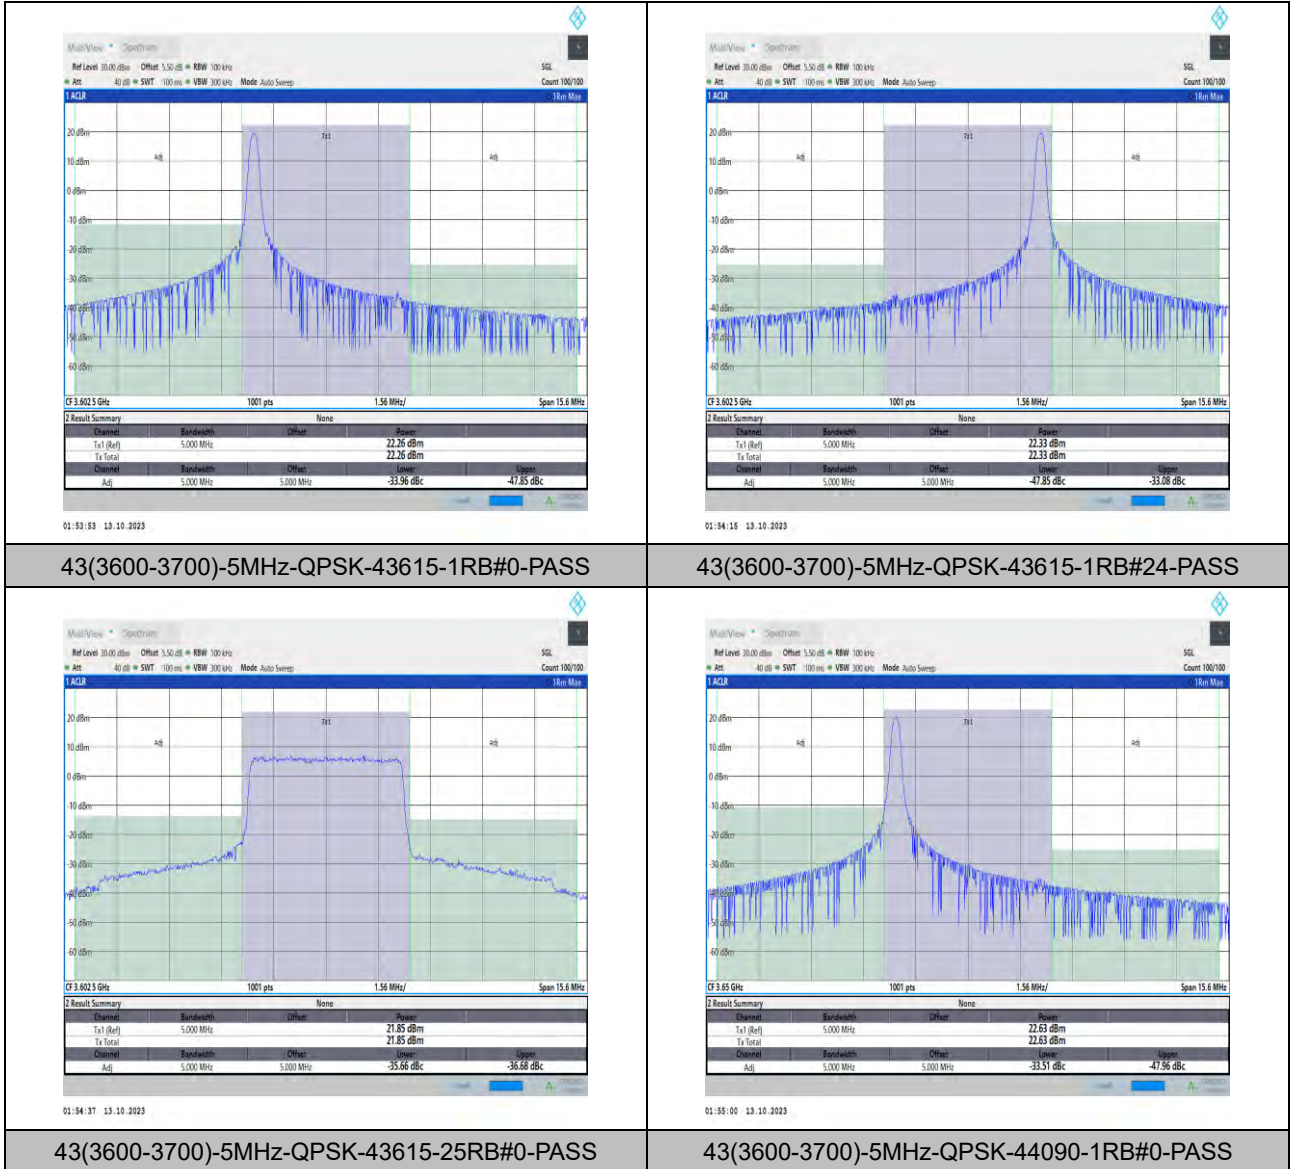 MultiView Spectrum
Ref Level 30.00 dBm Offset 5.50 dB RBW 100 kHz SGL
Att 40 dB SWT 100 ms VBW 300 kHz Mode Auto Sweep Count 100/100
1 ACLR 1Rm Max
Tx1
Adj Adj
20 dBm
10 dBm
0 dBm
-10 dBm
-20 dBm
-30 dBm
-40 dBm
-50 dBm
-60 dBm
CF 3.6025 GHz 1001 pts 1.56 MHz/ Span 15.6 MHz
2 Result Summary None
Channel Bandwidth Offset Power
Tx1 (Ref) 5.000 MHz 22.26 dBm
Tx Total 22.26 dBm
Channel Bandwidth Offset Lower Upper
Adj 5.000 MHz 5.000 MHz -33.96 dBc -47.85 dBc
01:53:53 13.10.2023
43(3600-3700)-5MHz-QPSK-43615-1RB#0-PASS
MultiView Spectrum
Ref Level 30.00 dBm Offset 5.50 dB RBW 100 kHz SGL
Att 40 dB SWT 100 ms VBW 300 kHz Mode Auto Sweep Count 100/100
1 ACLR 1Rm Max
Tx1
Adj Adj
20 dBm
10 dBm
0 dBm
-10 dBm
-20 dBm
-30 dBm
-40 dBm
-50 dBm
-60 dBm
CF 3.6025 GHz 1001 pts 1.56 MHz/ Span 15.6 MHz
2 Result Summary None
Channel Bandwidth Offset Power
Tx1 (Ref) 5.000 MHz 22.33 dBm
Tx Total 22.33 dBm
Channel Bandwidth Offset Lower Upper
Adj 5.000 MHz 5.000 MHz -47.85 dBc -33.08 dBc
01:54:15 13.10.2023
43(3600-3700)-5MHz-QPSK-43615-1RB#24-PASS
MultiView Spectrum
Ref Level 30.00 dBm Offset 5.50 dB RBW 100 kHz SGL
Att 40 dB SWT 100 ms VBW 300 kHz Mode Auto Sweep Count 100/100
1 ACLR 1Rm Max
Tx1
Adj Adj
20 dBm
10 dBm
0 dBm
-10 dBm
-20 dBm
-30 dBm
-40 dBm
-50 dBm
-60 dBm
CF 3.6025 GHz 1001 pts 1.56 MHz/ Span 15.6 MHz
2 Result Summary None
Channel Bandwidth Offset Power
Tx1 (Ref) 5.000 MHz 21.85 dBm
Tx Total 21.85 dBm
Channel Bandwidth Offset Lower Upper
Adj 5.000 MHz 5.000 MHz -35.66 dBc -36.68 dBc
01:54:37 13.10.2023
43(3600-3700)-5MHz-QPSK-43615-25RB#0-PASS
MultiView Spectrum
Ref Level 30.00 dBm Offset 5.50 dB RBW 100 kHz SGL
Att 40 dB SWT 100 ms VBW 300 kHz Mode Auto Sweep Count 100/100
1 ACLR 1Rm Max
Tx1
Adj Adj
20 dBm
10 dBm
0 dBm
-10 dBm
-20 dBm
-30 dBm
-40 dBm
-50 dBm
-60 dBm
CF 3.65 GHz 1001 pts 1.56 MHz/ Span 15.6 MHz
2 Result Summary None
Channel Bandwidth Offset Power
Tx1 (Ref) 5.000 MHz 22.63 dBm
Tx Total 22.63 dBm
Channel Bandwidth Offset Lower Upper
Adj 5.000 MHz 5.000 MHz -33.51 dBc -47.96 dBc
01:55:00 13.10.2023
43(3600-3700)-5MHz-QPSK-44090-1RB#0-PASS